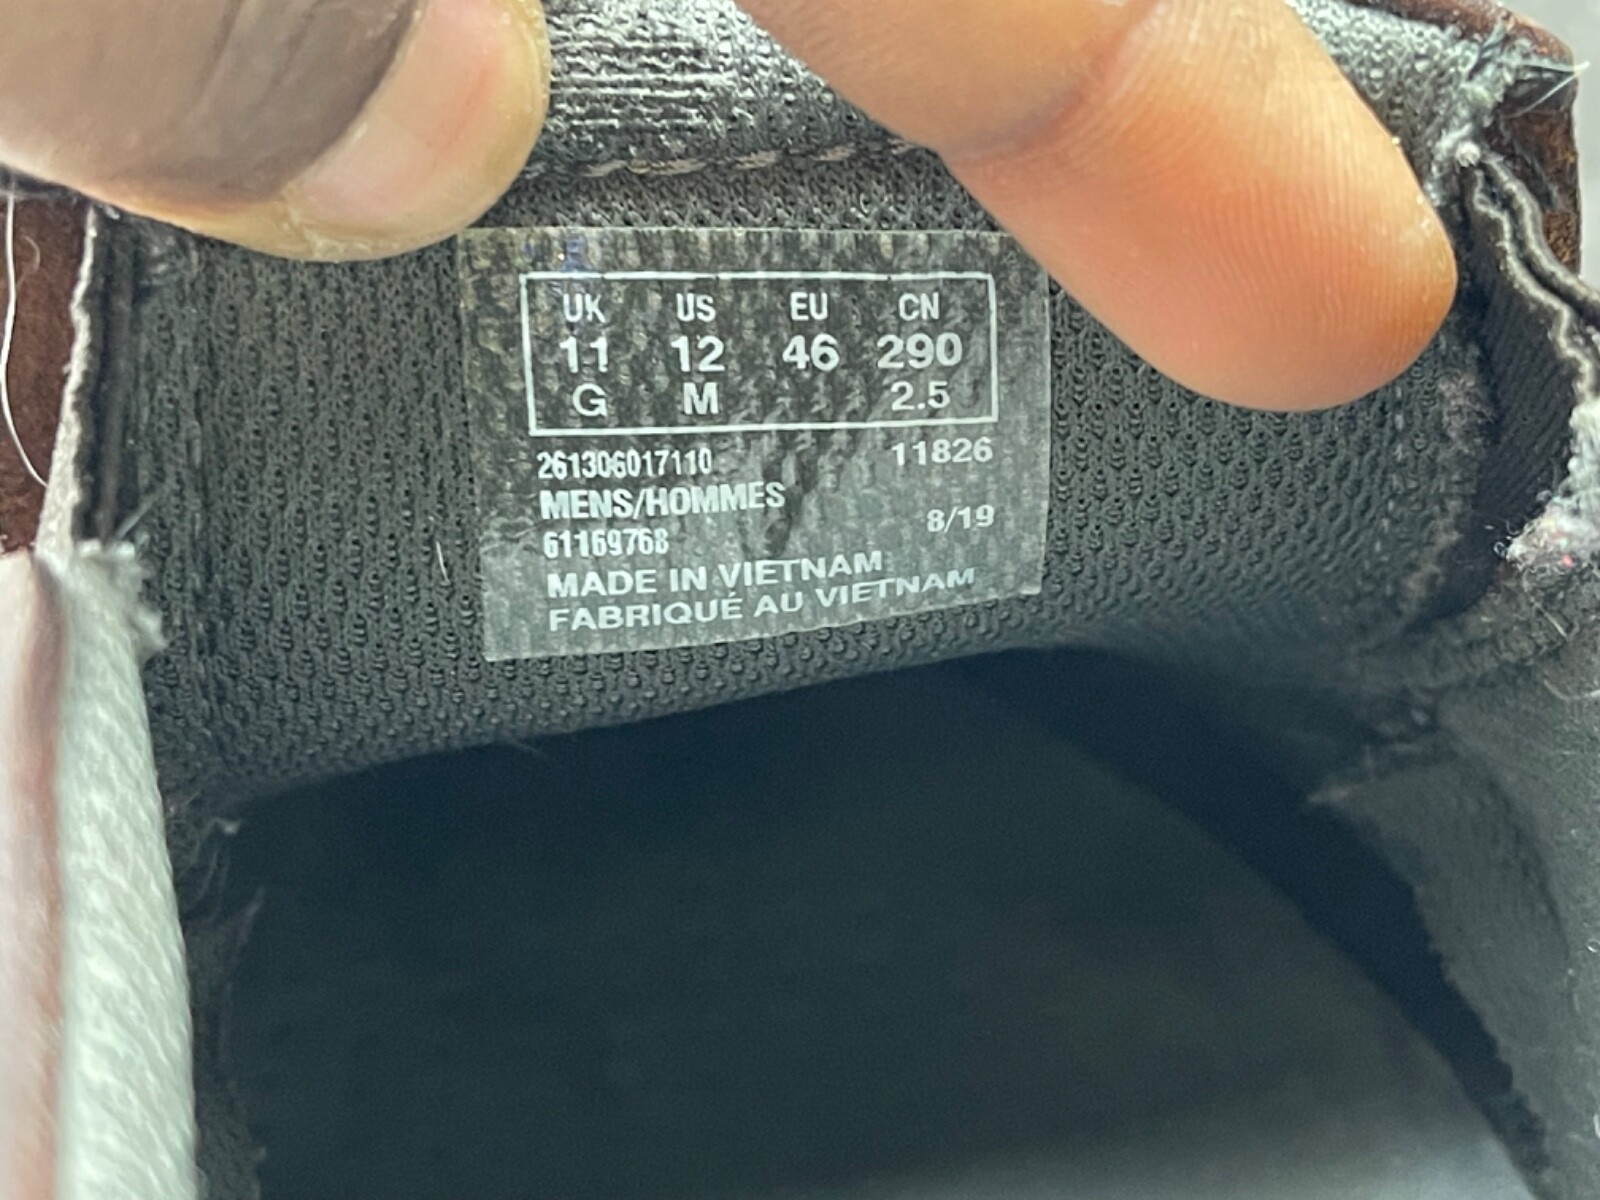 UK US EU CN
11 12 46 290
G M 2.5
261306017110 11826
MENS/HOMMES
61169768 8/19
MADE IN VIETNAM
FABRIQUÉ AU VIETNAM